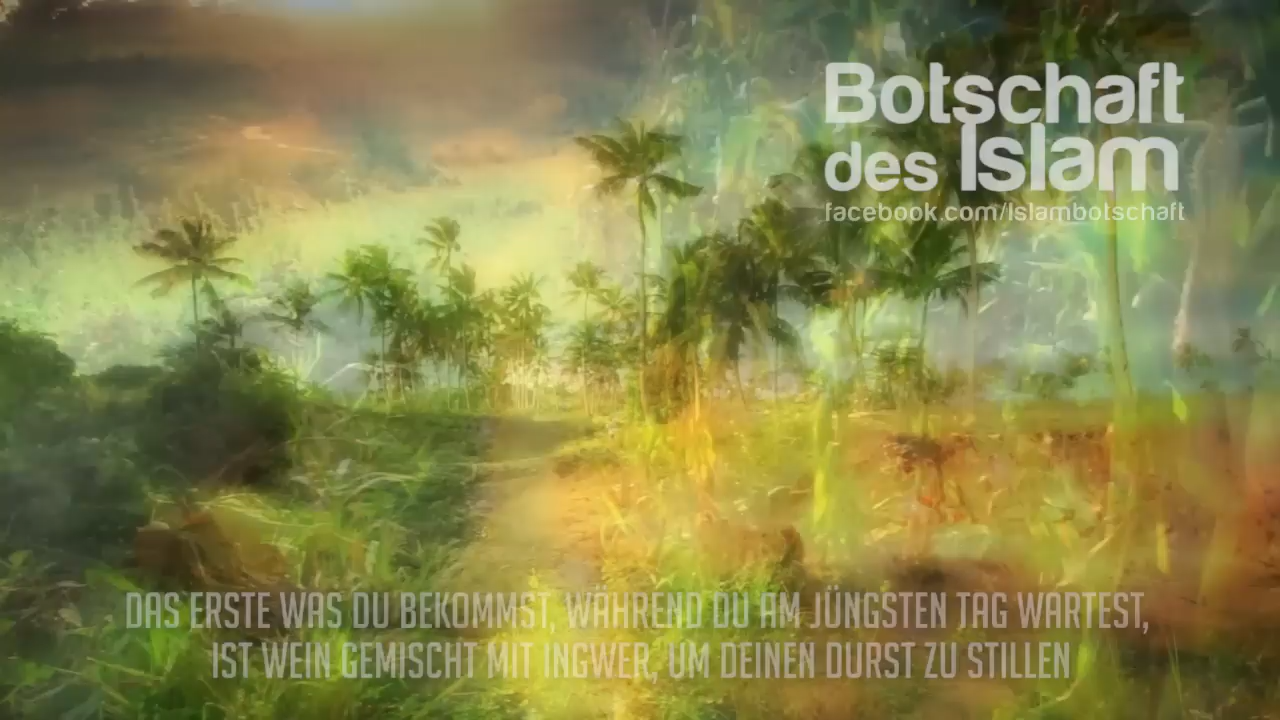 Botschaft
des Islam
facebook.com/Islambotschaft
DAS ERSTE WAS DU BEKOMMST, WÄHREND DU AM JÜNGSTEN TAG WARTEST,
IST WEIN GEMISCHT MIT INGWER, UM DEINEN DURST ZU STILLEN